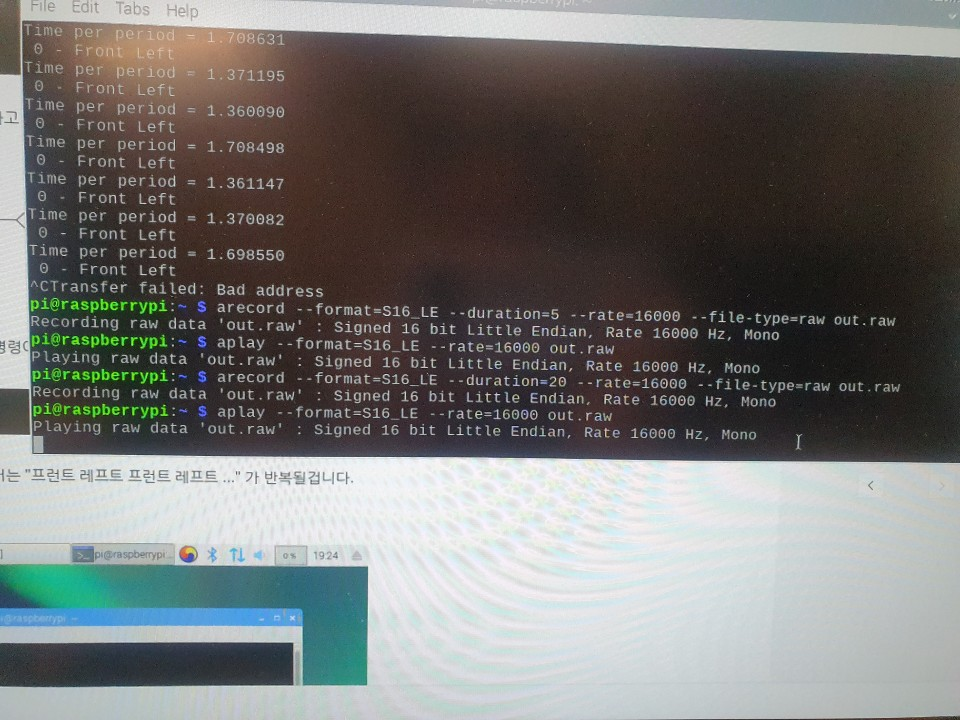 File Edit Tabs Help
Time per period = 1.708631
0 - Front Left
Time per period = 1.371195
0 - Front Left
Time per period = 1.360090
0 - Front Left
Time per period = 1.708498
0 - Front Left
Time per period = 1.361147
0 - Front Left
Time per period = 1.370082
0 - Front Left
Time per period = 1.698550
0 - Front Left
^CTransfer failed: Bad address
pi@raspberrypi:~ $ arecord --format=S16_LE --duration=5 --rate=16000 --file-type=raw out.raw
Recording raw data 'out.raw' : Signed 16 bit Little Endian, Rate 16000 Hz, Mono
pi@raspberrypi:~ $ aplay --format=S16_LE --rate=16000 out.raw
Playing raw data 'out.raw' : Signed 16 bit Little Endian, Rate 16000 Hz, Mono
pi@raspberrypi:~ $ arecord --format=S16_LE --duration=20 --rate=16000 --file-type=raw out.raw
Recording raw data 'out.raw' : Signed 16 bit Little Endian, Rate 16000 Hz, Mono
pi@raspberrypi:~ $ aplay --format=S16_LE --rate=16000 out.raw
Playing raw data 'out.raw' : Signed 16 bit Little Endian, Rate 16000 Hz, Mono
"프런트 레프트 프런트 레프트 ..." 가 반복될겁니다.
pi@raspberrypi... 0% 19:24
pi@raspberrypi: ~